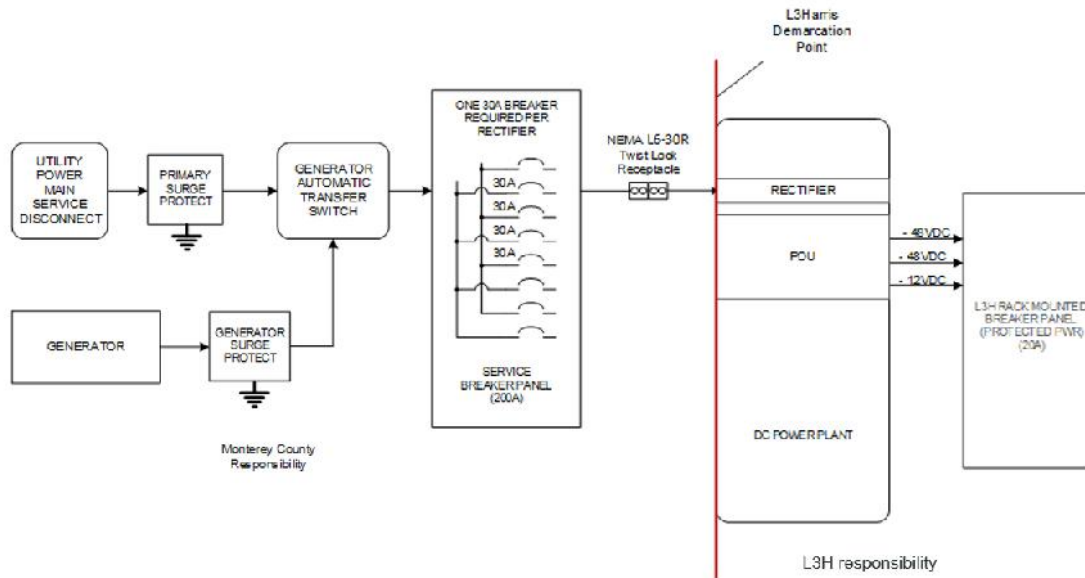 L3Harris
Demarcation
Point
ONE 30A BREAKER
REQUIRED PER
RECTIFIER
NEMA L6-30R
Twist Lock
Receptacle
UTILITY
POWER
MAIN
SERVICE
DISCONNECT
PRIMARY
SURGE
PROTECT
GENERATOR
AUTOMATIC
TRANSFER
SWITCH
30A
30A
30A
30A
RECTIFIER
PDU
- 48VDC
- 48VDC
- 12VDC
L3H RACK MOUNTED
BREAKER PANEL
(PROTECTED PWR)
(20A)
GENERATOR
GENERATOR
SURGE
PROTECT
SERVICE
BREAKER PANEL
(200A)
DC POWER PLANT
Monterey County
Responsibility
L3H responsibility